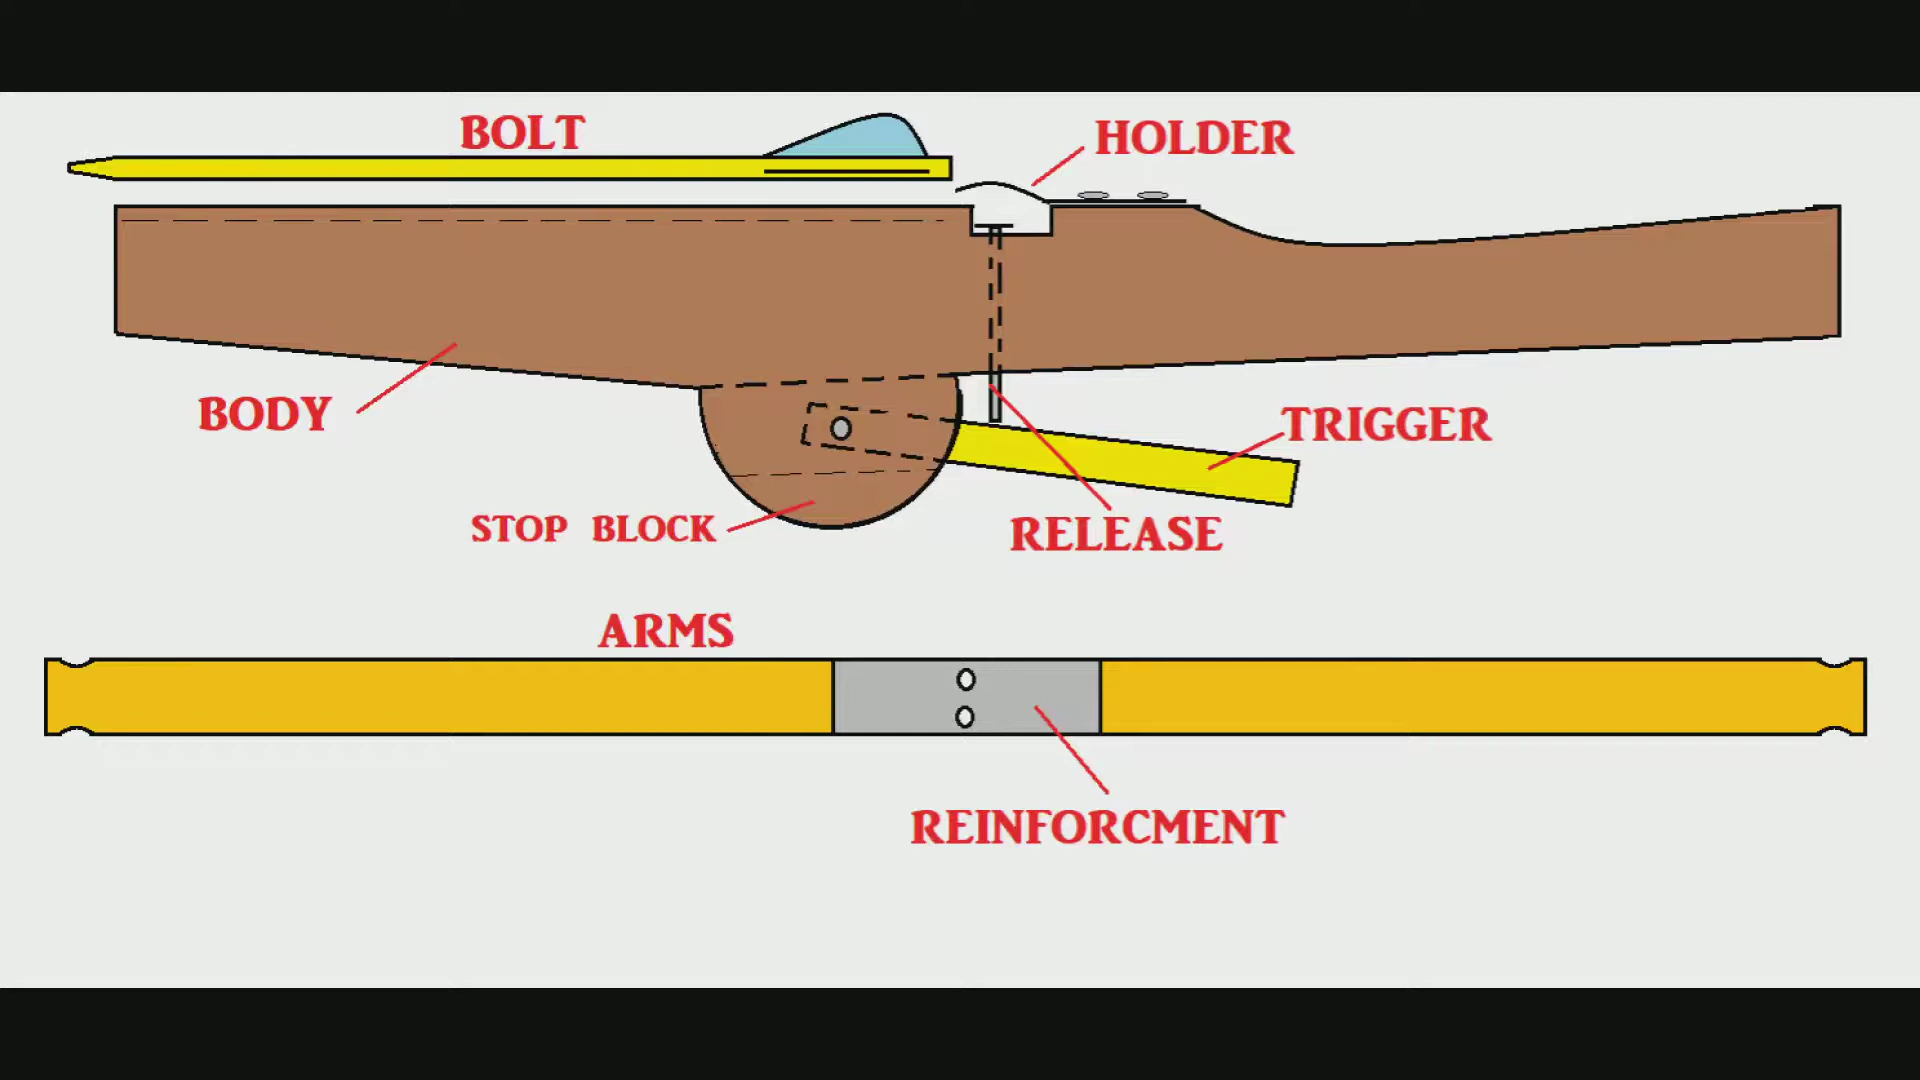 BOLT
HOLDER
BODY
TRIGGER
STOP BLOCK
RELEASE
ARMS
REINFORCMENT